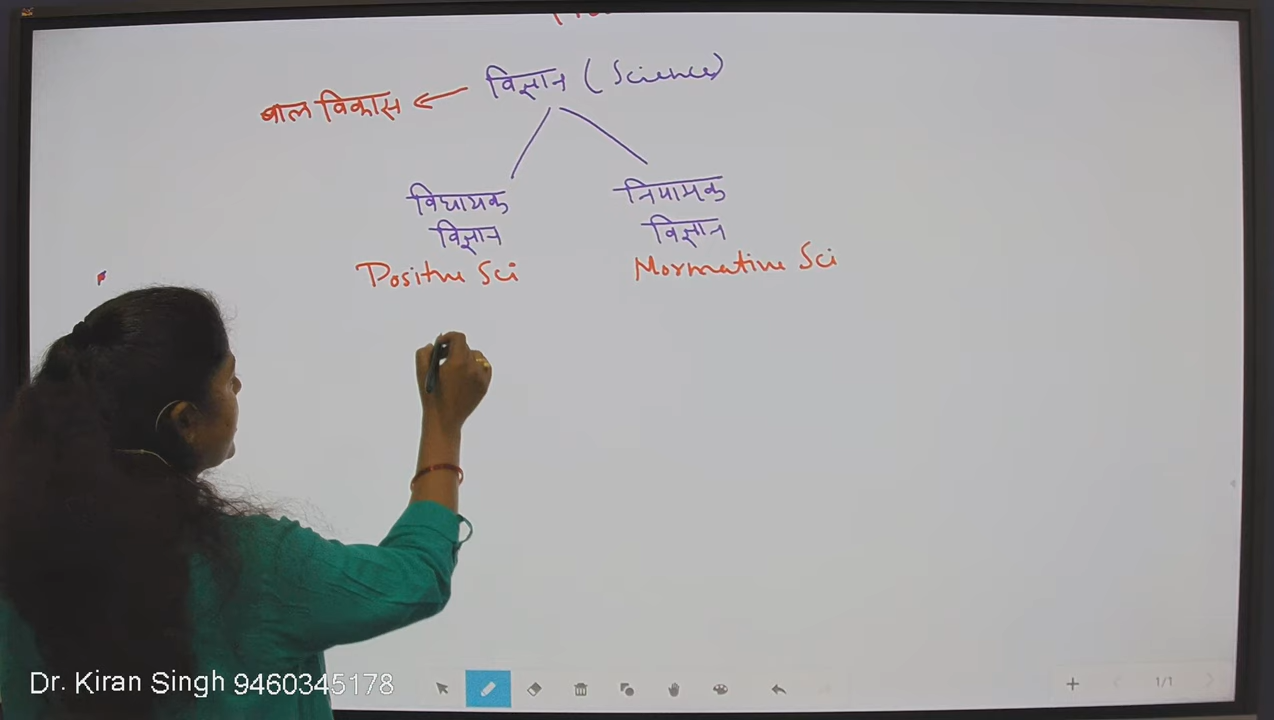 विज्ञान (Science)
बाल विकास ←
विधायक
विज्ञान
Positive Sci
नियामक
विज्ञान
Normative Sci
Dr. Kiran Singh 9460345178
1/1